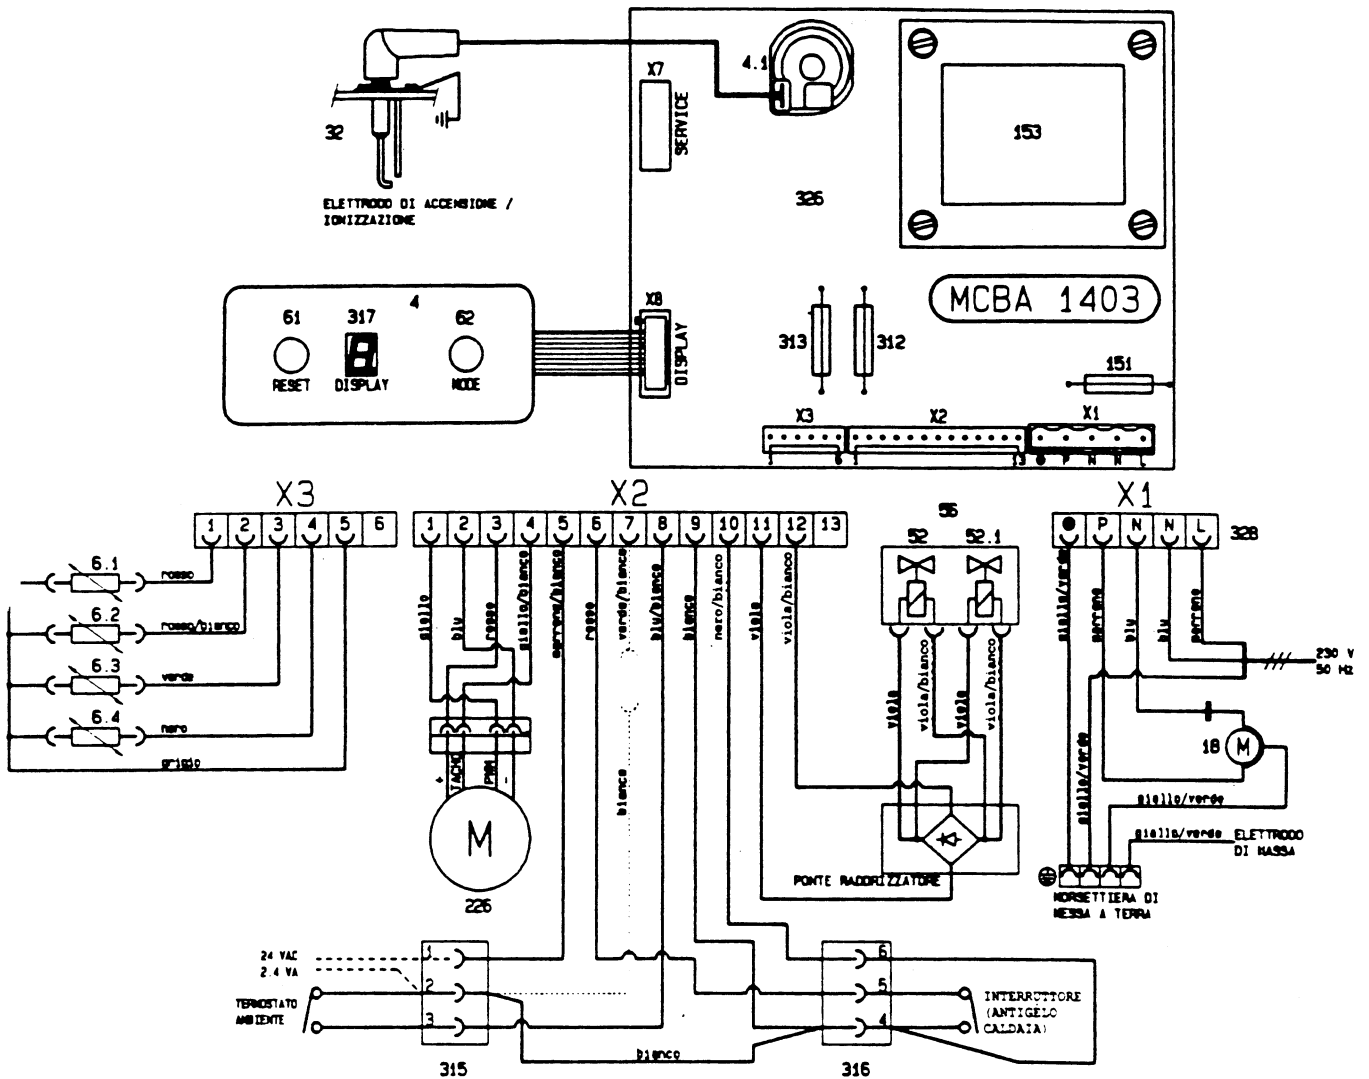 32
ELETTRODO DI ACCENSIONE /
IONIZZAZIONE
X7
SERVICE
4.1
326
153
MCBA 1403
4
61
317
62
RESET
DISPLAY
MODE
X8
DISPLAY
313
312
151
X3
X2
X1
1
6
1
13
P
N
N
L
X3
1 2 3 4 5 6
6.1
rosso
6.2
rosso/bianco
6.3
verde
6.4
nero
grigio
X2
1 2 3 4 5 6 7 8 9 10 11 12 13
giallo
blu
rosso
giallo/bianco
marrone/bianco
rosso
verde/bianco
blu/bianco
bianco
nero/bianco
viola
viola/bianco
bianco
+
TACHO
PWM
-
M
226
56
52
52.1
viola
viola/bianco
viola
viola/bianco
PONTE RADDRIZZATORE
X1
P N N L
328
giallo/verde
marrone
blu
blu
marrone
230 V
50 Hz
18
M
giallo/verde
giallo/verde
giallo/verde
ELETTRODO
DI MASSA
MORSETTIERA DI
MESSA A TERRA
24 VAC
2.4 VA
TERMOSTATO
AMBIENTE
1
2
3
315
bianco
6
5
4
316
INTERRUTTORE
(ANTIGELO
CALDAIA)